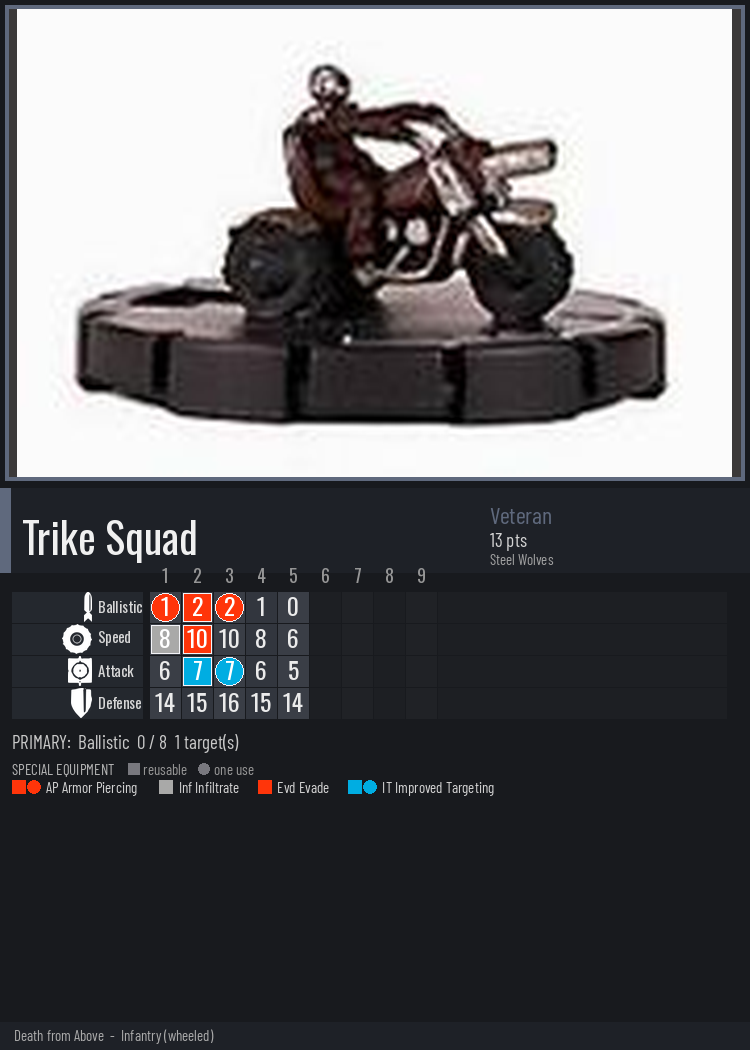 Trike Squad
Veteran
13 pts
Steel Wolves
1 2 3 4 5 6 7 8 9
Ballistic 1 2 2 1 0
Speed 8 10 10 8 6
Attack 6 7 7 6 5
Defense 14 15 16 15 14
PRIMARY: Ballistic 0 / 8 1 target(s)
SPECIAL EQUIPMENT reusable one use
AP Armor Piercing Inf Infiltrate Evd Evade IT Improved Targeting
Death from Above - Infantry (wheeled)